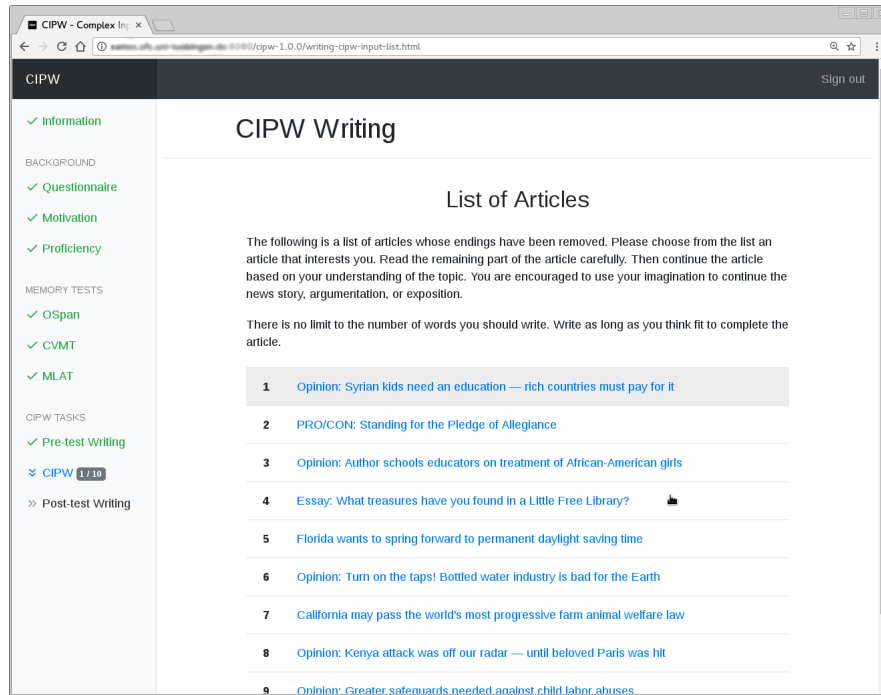 CIPW - Complex In
/cipw-1.0.0/writing-cipw-input-list.html
CIPW
Sign out
Information
BACKGROUND
Questionnaire
Motivation
Proficiency
MEMORY TESTS
OSpan
CVMT
MLAT
CIPW TASKS
Pre-test Writing
CIPW 1 / 10
Post-test Writing
CIPW Writing
List of Articles
The following is a list of articles whose endings have been removed. Please choose from the list an
article that interests you. Read the remaining part of the article carefully. Then continue the article
based on your understanding of the topic. You are encouraged to use your imagination to continue the
news story, argumentation, or exposition.
There is no limit to the number of words you should write. Write as long as you think fit to complete the
article.
1 Opinion: Syrian kids need an education — rich countries must pay for it
2 PRO/CON: Standing for the Pledge of Allegiance
3 Opinion: Author schools educators on treatment of African-American girls
4 Essay: What treasures have you found in a Little Free Library?
5 Florida wants to spring forward to permanent daylight saving time
6 Opinion: Turn on the taps! Bottled water industry is bad for the Earth
7 California may pass the world's most progressive farm animal welfare law
8 Opinion: Kenya attack was off our radar — until beloved Paris was hit
9 Opinion: Greater safeguards needed against child labor abuses